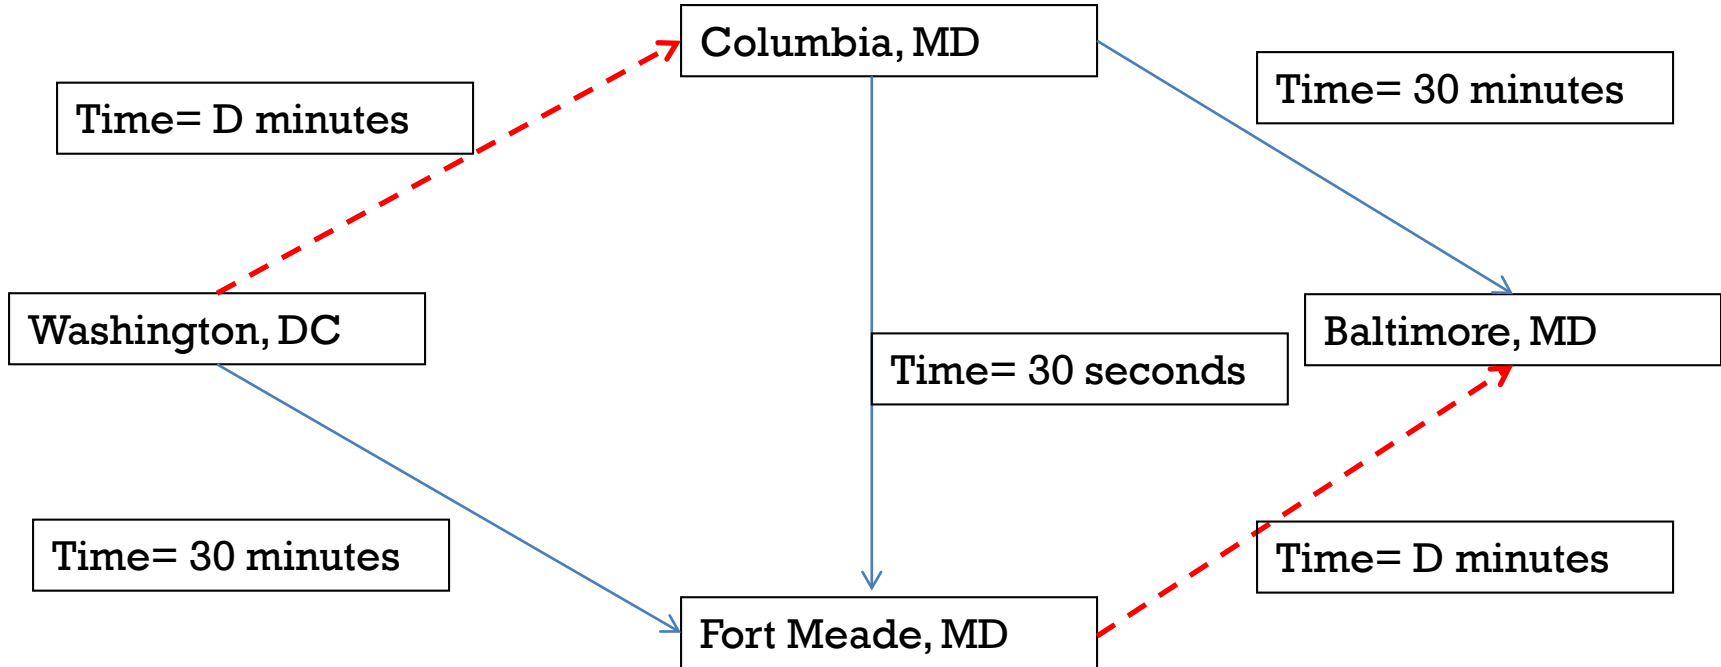 Columbia, MD
Time= 30 minutes
Time= D minutes
Washington, DC
Baltimore, MD
Time= 30 seconds
Time= 30 minutes
Time= D minutes
Fort Meade, MD